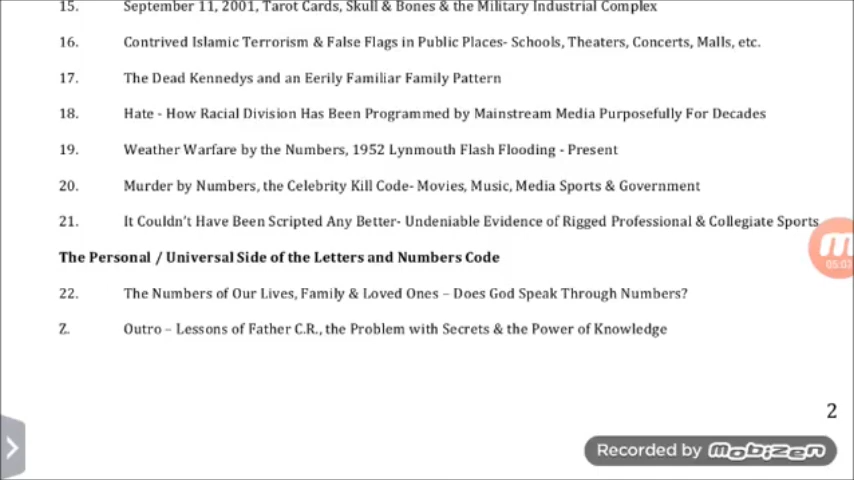 15. September 11, 2001, Tarot Cards, Skull & Bones & the Military Industrial Complex
16. Contrived Islamic Terrorism & False Flags in Public Places- Schools, Theaters, Concerts, Malls, etc.
17. The Dead Kennedys and an Eerily Familiar Family Pattern
18. Hate - How Racial Division Has Been Programmed by Mainstream Media Purposefully For Decades
19. Weather Warfare by the Numbers, 1952 Lynmouth Flash Flooding - Present
20. Murder by Numbers, the Celebrity Kill Code- Movies, Music, Media Sports & Government
21. It Couldn't Have Been Scripted Any Better- Undeniable Evidence of Rigged Professional & Collegiate Sports
05:07
The Personal / Universal Side of the Letters and Numbers Code
22. The Numbers of Our Lives, Family & Loved Ones – Does God Speak Through Numbers?
Z. Outro – Lessons of Father C.R., the Problem with Secrets & the Power of Knowledge
2
Recorded by mobizen